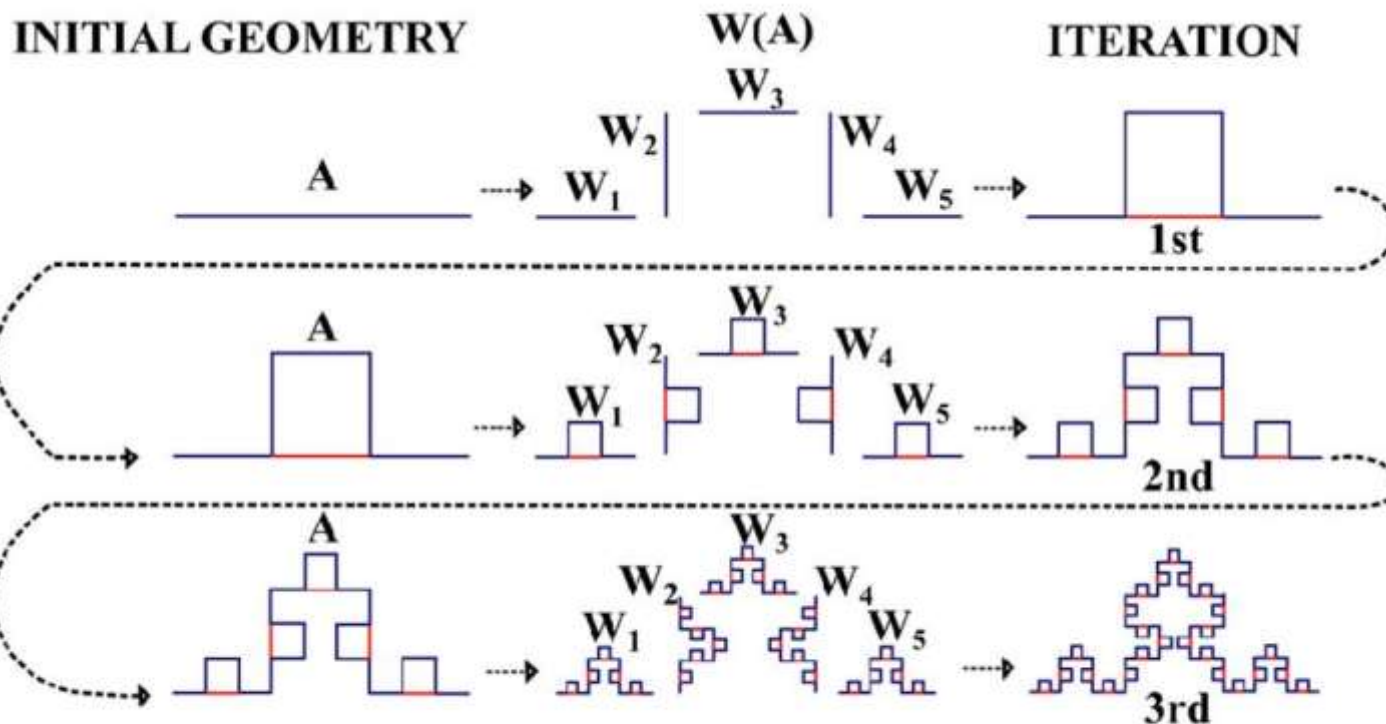 INITIAL GEOMETRY W(A) ITERATION
W₃
W₂ W₄
A W₁ W₅
1st
W₃
A W₂ W₄
W₁ W₅
2nd
A W₃
W₂ W₄
W₁ W₅
3rd